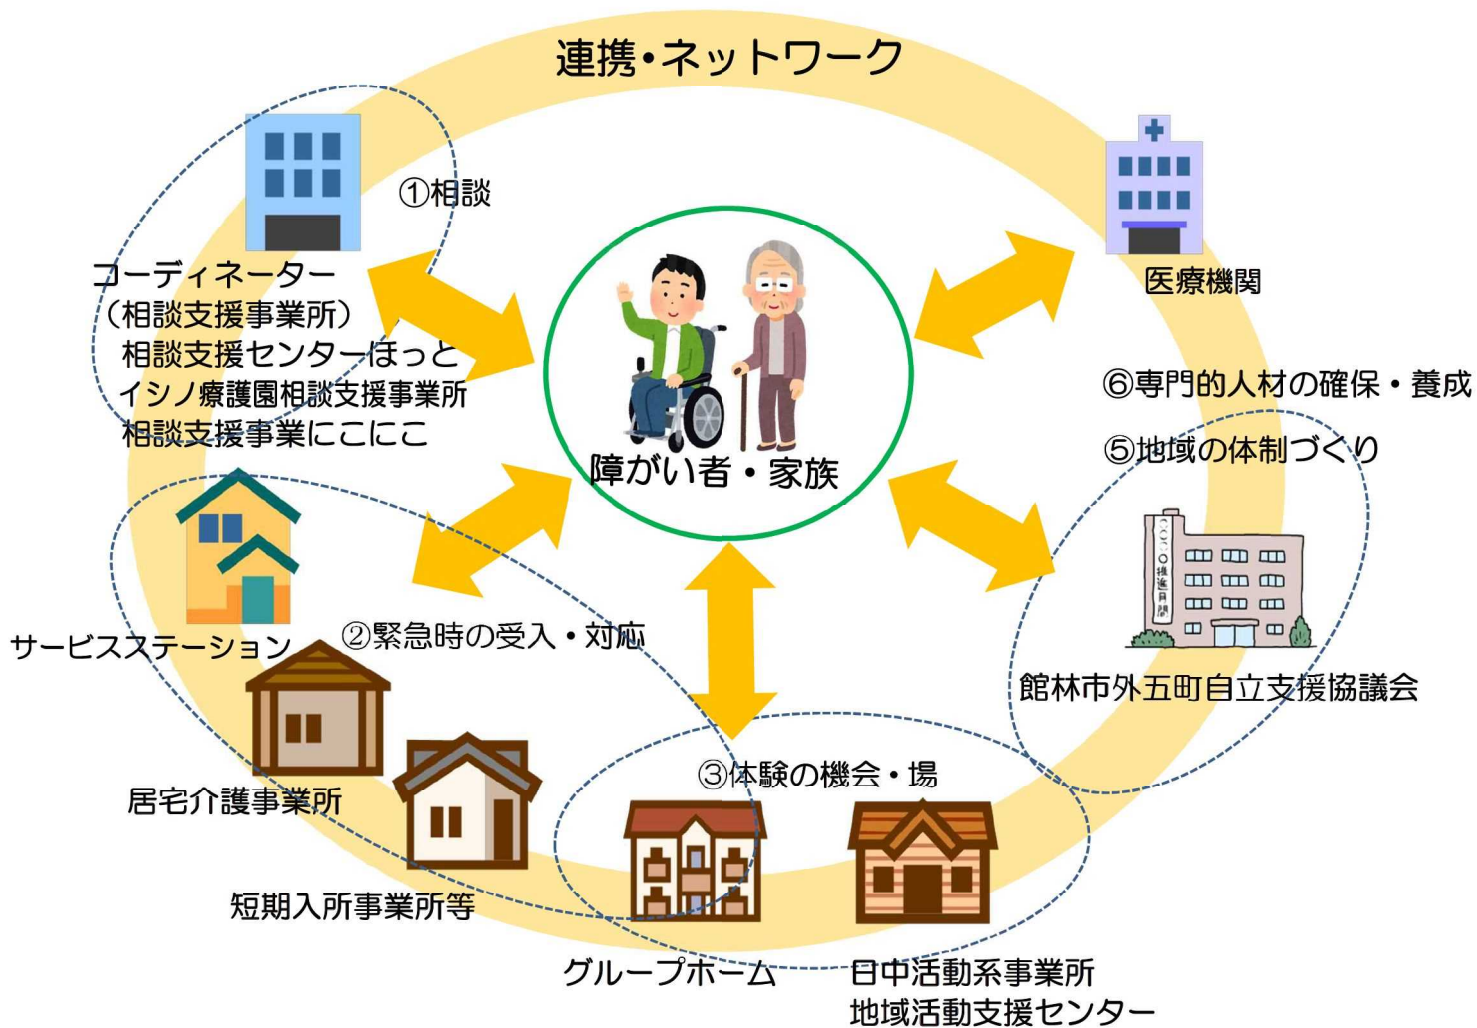 連携・ネットワーク
①相談
コーディネーター
（相談支援事業所）
相談支援センターほっと
イシノ療護園相談支援事業所
相談支援事業にこにこ
医療機関
障がい者・家族
⑥専門的人材の確保・養成
⑤地域の体制づくり
推進月間
館林市外五町自立支援協議会
サービスステーション
②緊急時の受入・対応
居宅介護事業所
短期入所事業所等
③体験の機会・場
グループホーム
日中活動系事業所
地域活動支援センター